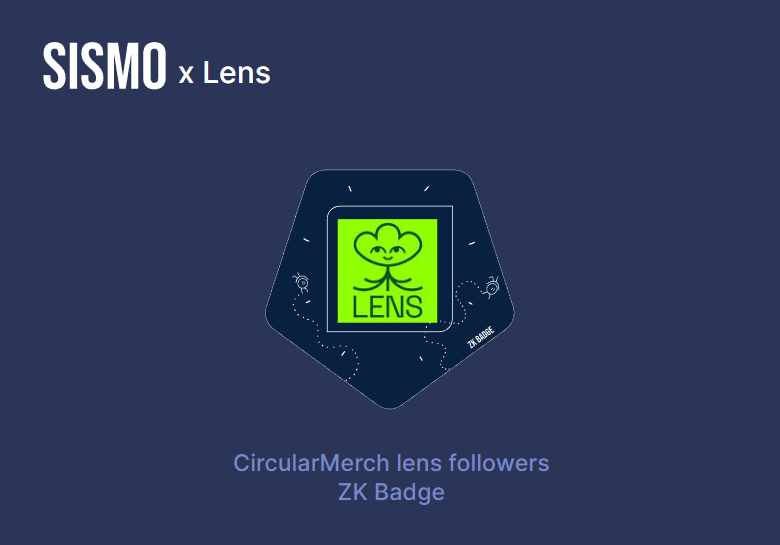 SISMO x Lens
LENS
ZK BADGE
CircularMerch lens followers
ZK Badge